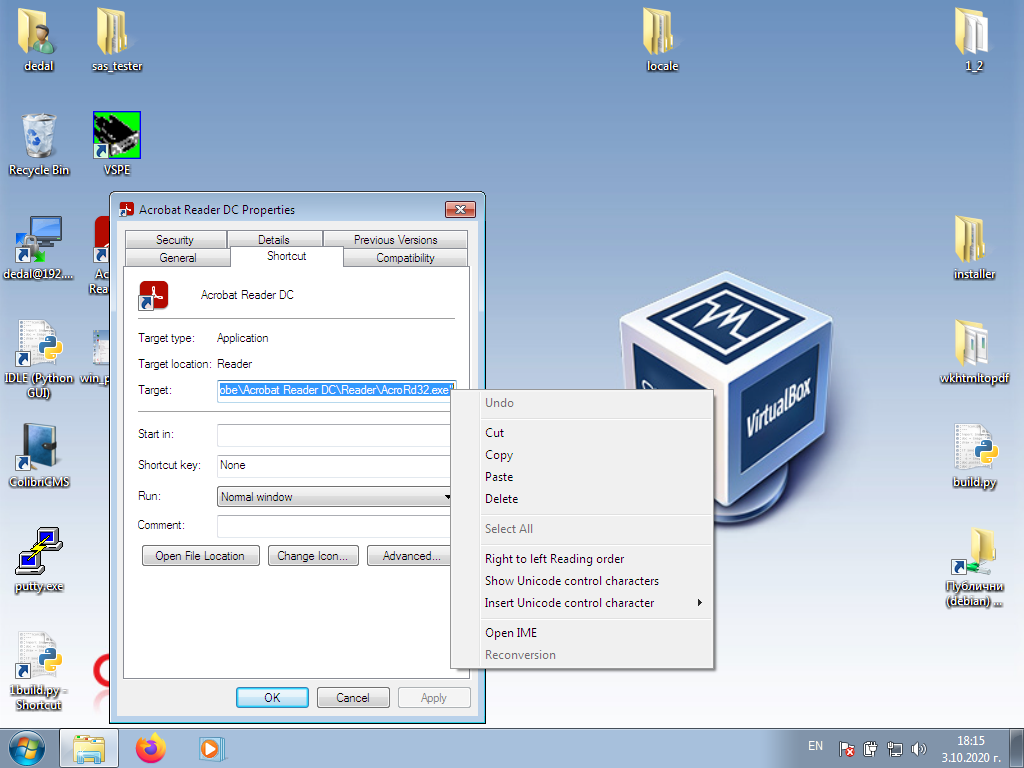 dedal
sas_tester
locale
1_2
Recycle Bin
VSPE
dedal@192....
Ac
Rea
installer
IDLE (Python
GUI)
win_p
wkhtmltopdf
ColibriCMS
build.py
putty.exe
Публични
(debian) ...
1build.py -
Shortcut
Acrobat Reader DC Properties
Security
Details
Previous Versions
General
Shortcut
Compatibility
Acrobat Reader DC
Target type:
Application
Target location:
Reader
Target:
obe\Acrobat Reader DC\Reader\AcroRd32.exe"
Start in:
Shortcut key:
None
Run:
Normal window
Comment:
Open File Location
Change Icon...
Advanced...
OK
Cancel
Apply
Undo
Cut
Copy
Paste
Delete
Select All
Right to left Reading order
Show Unicode control characters
Insert Unicode control character
Open IME
Reconversion
VirtualBox
EN
18:15
3.10.2020 г.